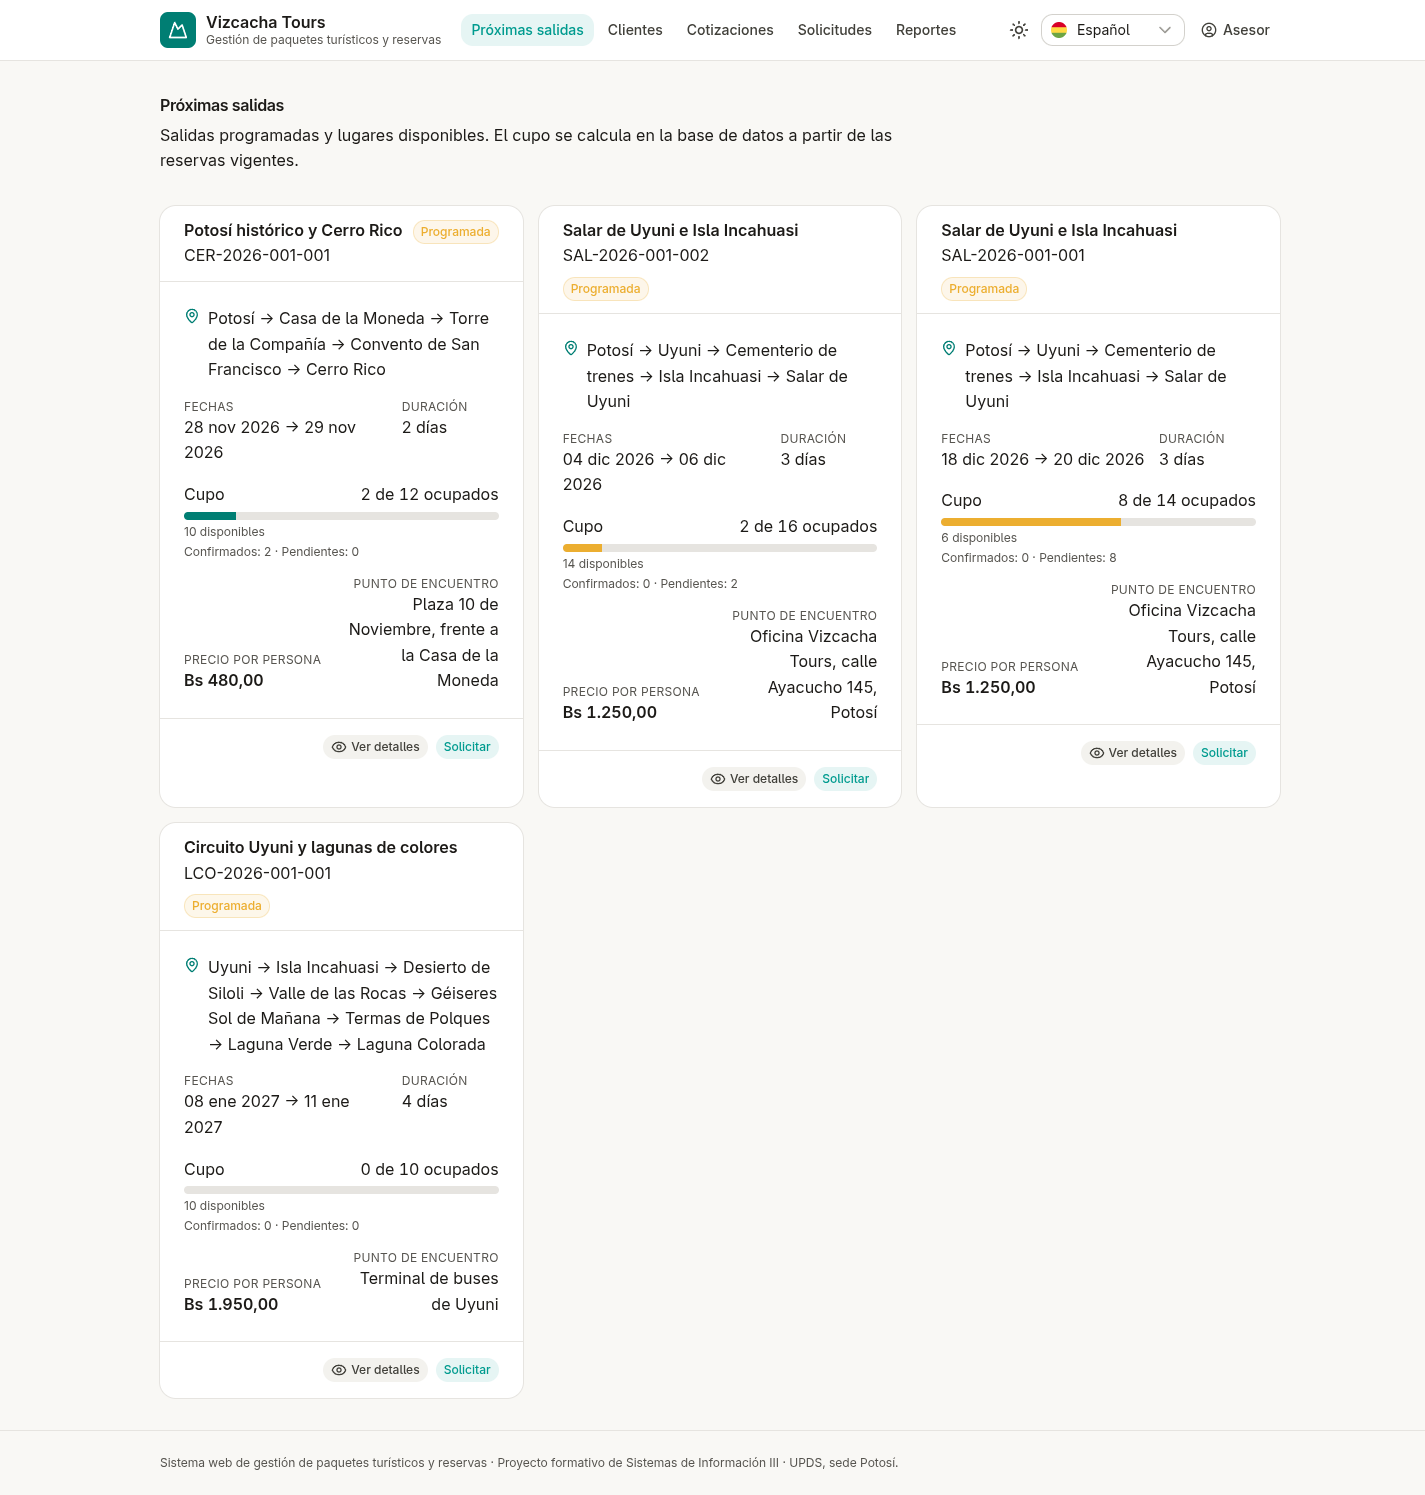 Vizcacha Tours
Gestión de paquetes turísticos y reservas
Próximas salidas
Clientes
Cotizaciones
Solicitudes
Reportes
Español
Asesor
Próximas salidas
Salidas programadas y lugares disponibles. El cupo se calcula en la base de datos a partir de las
reservas vigentes.
Potosí histórico y Cerro Rico
Programada
CER-2026-001-001
Potosí → Casa de la Moneda → Torre
de la Compañía → Convento de San
Francisco → Cerro Rico
FECHAS
28 nov 2026 → 29 nov
2026
DURACIÓN
2 días
Cupo
2 de 12 ocupados
10 disponibles
Confirmados: 2 · Pendientes: 0
PRECIO POR PERSONA
Bs 480,00
PUNTO DE ENCUENTRO
Plaza 10 de
Noviembre, frente a
la Casa de la
Moneda
Ver detalles
Solicitar
Salar de Uyuni e Isla Incahuasi
SAL-2026-001-002
Programada
Potosí → Uyuni → Cementerio de
trenes → Isla Incahuasi → Salar de
Uyuni
FECHAS
04 dic 2026 → 06 dic
2026
DURACIÓN
3 días
Cupo
2 de 16 ocupados
14 disponibles
Confirmados: 0 · Pendientes: 2
PRECIO POR PERSONA
Bs 1.250,00
PUNTO DE ENCUENTRO
Oficina Vizcacha
Tours, calle
Ayacucho 145,
Potosí
Ver detalles
Solicitar
Salar de Uyuni e Isla Incahuasi
SAL-2026-001-001
Programada
Potosí → Uyuni → Cementerio de
trenes → Isla Incahuasi → Salar de
Uyuni
FECHAS
18 dic 2026 → 20 dic 2026
DURACIÓN
3 días
Cupo
8 de 14 ocupados
6 disponibles
Confirmados: 0 · Pendientes: 8
PRECIO POR PERSONA
Bs 1.250,00
PUNTO DE ENCUENTRO
Oficina Vizcacha
Tours, calle
Ayacucho 145,
Potosí
Ver detalles
Solicitar
Circuito Uyuni y lagunas de colores
LCO-2026-001-001
Programada
Uyuni → Isla Incahuasi → Desierto de
Siloli → Valle de las Rocas → Géiseres
Sol de Mañana → Termas de Polques
→ Laguna Verde → Laguna Colorada
FECHAS
08 ene 2027 → 11 ene
2027
DURACIÓN
4 días
Cupo
0 de 10 ocupados
10 disponibles
Confirmados: 0 · Pendientes: 0
PRECIO POR PERSONA
Bs 1.950,00
PUNTO DE ENCUENTRO
Terminal de buses
de Uyuni
Ver detalles
Solicitar
Sistema web de gestión de paquetes turísticos y reservas · Proyecto formativo de Sistemas de Información III · UPDS, sede Potosí.